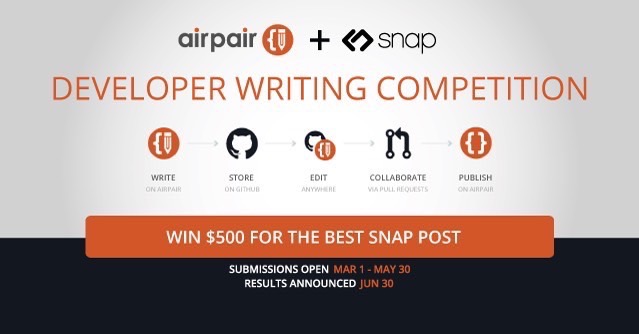 airpair + snap
DEVELOPER WRITING COMPETITION
WRITE STORE EDIT COLLABORATE PUBLISH
ON AIRPAIR ON GITHUB ANYWHERE VIA PULL REQUESTS ON AIRPAIR
WIN $500 FOR THE BEST SNAP POST
SUBMISSIONS OPEN MAR 1 - MAY 30
RESULTS ANNOUNCED JUN 30